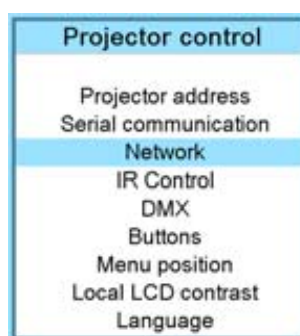 Projector control
Projector address
Serial communication
Network
IR Control
DMX
Buttons
Menu position
Local LCD contrast
Language